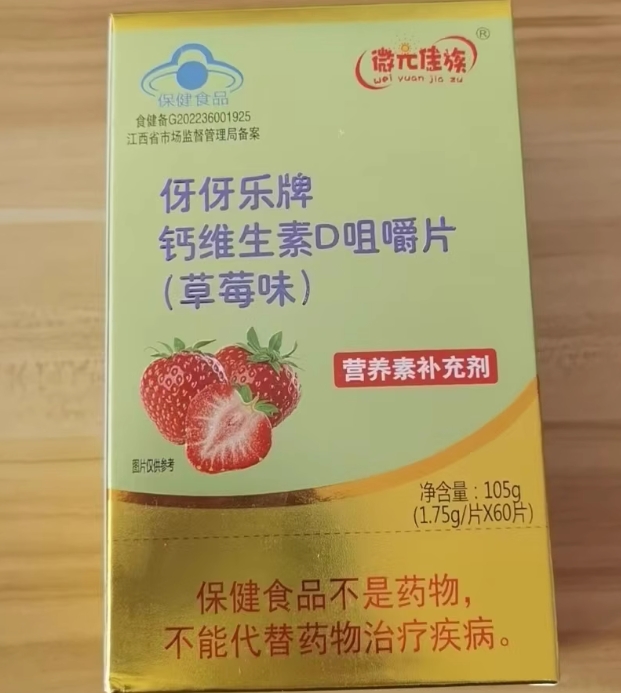 微元佳族®
wei yuan jia zu
保健食品
食健备G202236001925
江西省市场监督管理局备案
伢伢乐牌
钙维生素D咀嚼片
(草莓味)
营养素补充剂
图片仅供参考
净含量：105g
(1.75g/片X60片)
保健食品不是药物，
不能代替药物治疗疾病。